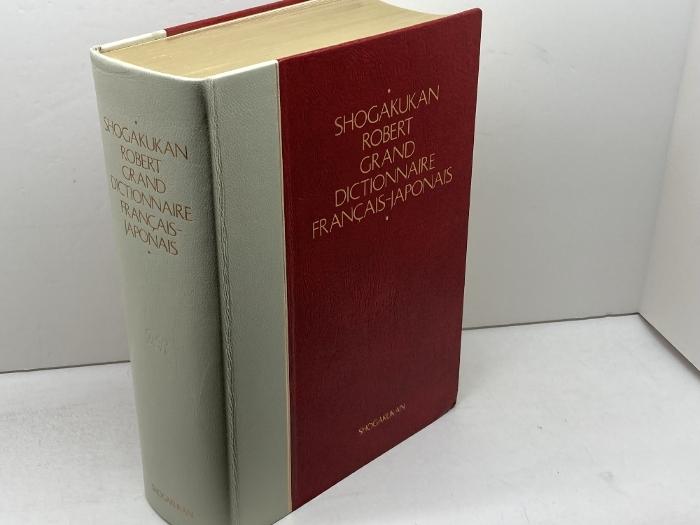 SHOGAKUKAN
ROBERT
GRAND
DICTIONNAIRE
FRANÇAIS-
JAPONAIS
SHOGAKUKAN
SHOGAKUKAN
ROBERT
GRAND
DICTIONNAIRE
FRANÇAIS-JAPONAIS
SHOGAKUKAN